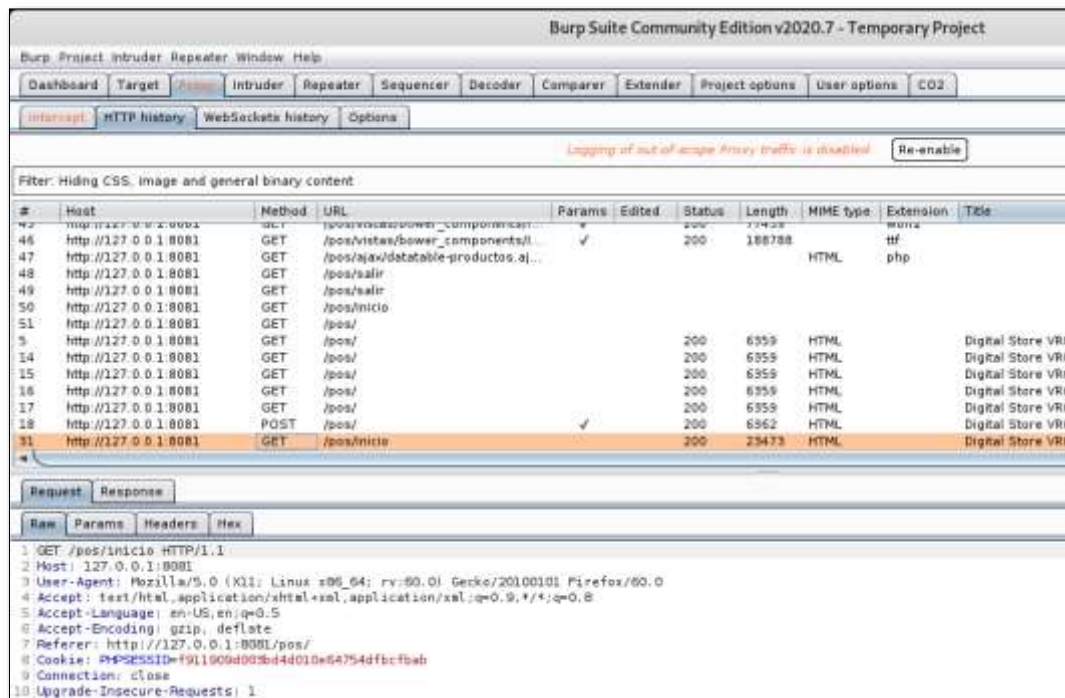 Burp Suite Community Edition v2020.7 - Temporary Project
Burp Project Intruder Repeater Window Help
Dashboard Target Proxy Intruder Repeater Sequencer Decoder Comparer Extender Project options User options CO2
Intercept HTTP history WebSockets history Options
Logging of out of scope Proxy traffic is disabled Re-enable
Filter: Hiding CSS, image and general binary content
# Host Method URL Params Edited Status Length MIME type Extension Title
46 http://127.0.0.1:8081 GET /pos/vistas/bower_components/i... ✓ 200 188788 ttf
47 http://127.0.0.1:8081 GET /pos/ajax/datatable-productos.aj... HTML php
48 http://127.0.0.1:8081 GET /pos/salir
49 http://127.0.0.1:8081 GET /pos/salir
50 http://127.0.0.1:8081 GET /pos/inicio
51 http://127.0.0.1:8081 GET /pos/
5 http://127.0.0.1:8081 GET /pos/ 200 6359 HTML Digital Store VR
14 http://127.0.0.1:8081 GET /pos/ 200 6359 HTML Digital Store VR
15 http://127.0.0.1:8081 GET /pos/ 200 6359 HTML Digital Store VR
16 http://127.0.0.1:8081 GET /pos/ 200 6359 HTML Digital Store VR
17 http://127.0.0.1:8081 GET /pos/ 200 6359 HTML Digital Store VR
18 http://127.0.0.1:8081 POST /pos/ ✓ 200 6362 HTML Digital Store VR
31 http://127.0.0.1:8081 GET /pos/inicio 200 23473 HTML Digital Store VR
Request Response
Raw Params Headers Hex
1 GET /pos/inicio HTTP/1.1
2 Host: 127.0.0.1:8081
3 User-Agent: Mozilla/5.0 (X11; Linux x86_64; rv:60.0) Gecko/20100101 Firefox/60.0
4 Accept: text/html,application/xhtml+xml,application/xml;q=0.9,*/*;q=0.8
5 Accept-Language: en-US,en;q=0.5
6 Accept-Encoding: gzip, deflate
7 Referer: http://127.0.0.1:8081/pos/
8 Cookie: PHPSESSID=f911909d003bd4d010e64754dfbcfbab
9 Connection: close
10 Upgrade-Insecure-Requests: 1